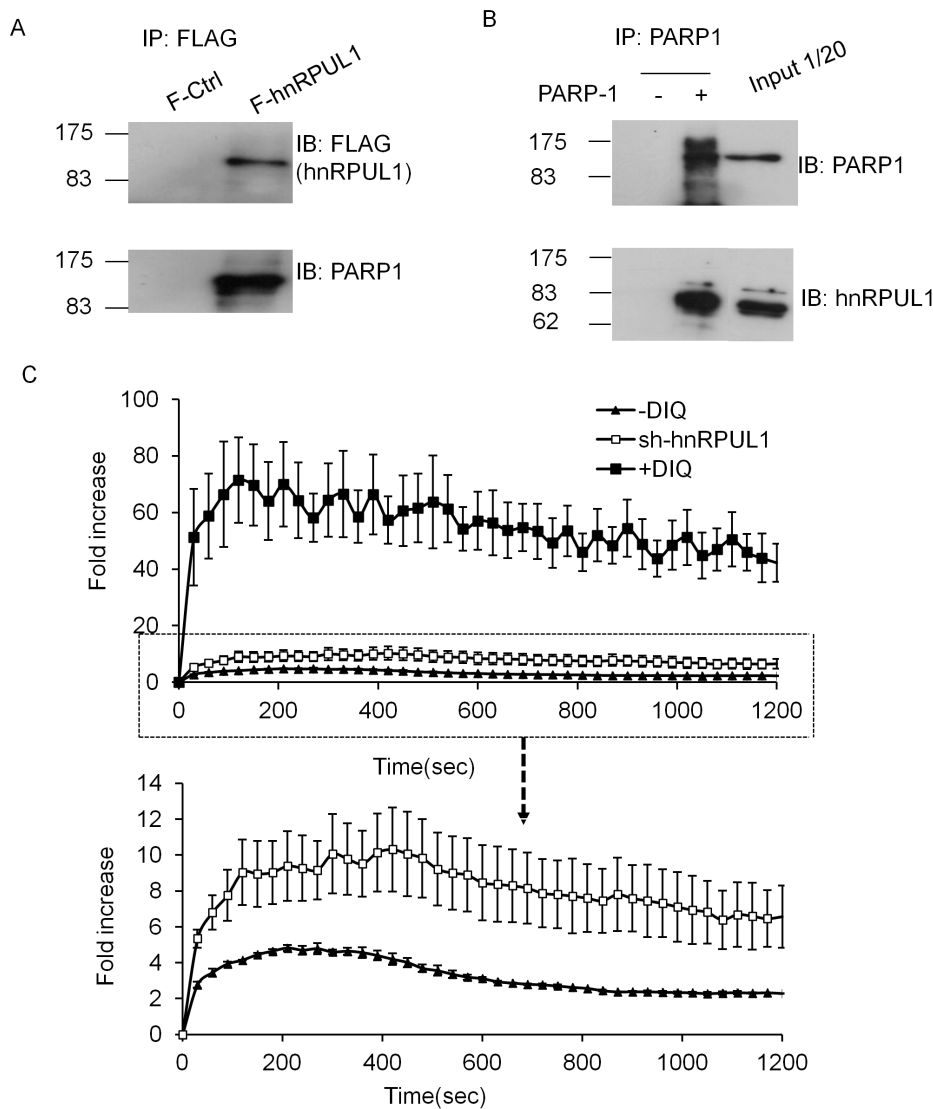 A
IP: FLAG
F-Ctrl
F-hnRPUL1
175
83
IB: FLAG
(hnRPUL1)
175
83
IB: PARP1
B
IP: PARP1
Input 1/20
PARP-1 - +
175
83
IB: PARP1
175
83
62
IB: hnRPUL1
C
100
80
60
40
20
0
Fold increase
-DIQ
sh-hnRPUL1
+DIQ
0 200 400 600 800 1000 1200
Time(sec)
14
12
10
8
6
4
2
0
Fold increase
0 200 400 600 800 1000 1200
Time(sec)